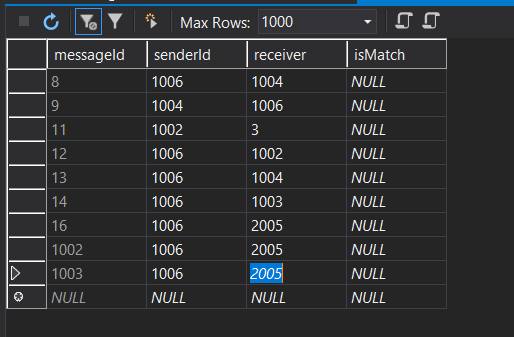 Max Rows: 1000
messageId senderId receiver isMatch
8 1006 1004 NULL
9 1004 1006 NULL
11 1002 3 NULL
12 1006 1002 NULL
13 1006 1004 NULL
14 1006 1003 NULL
16 1006 2005 NULL
1002 1006 2005 NULL
1003 1006 2005 NULL
NULL NULL NULL NULL